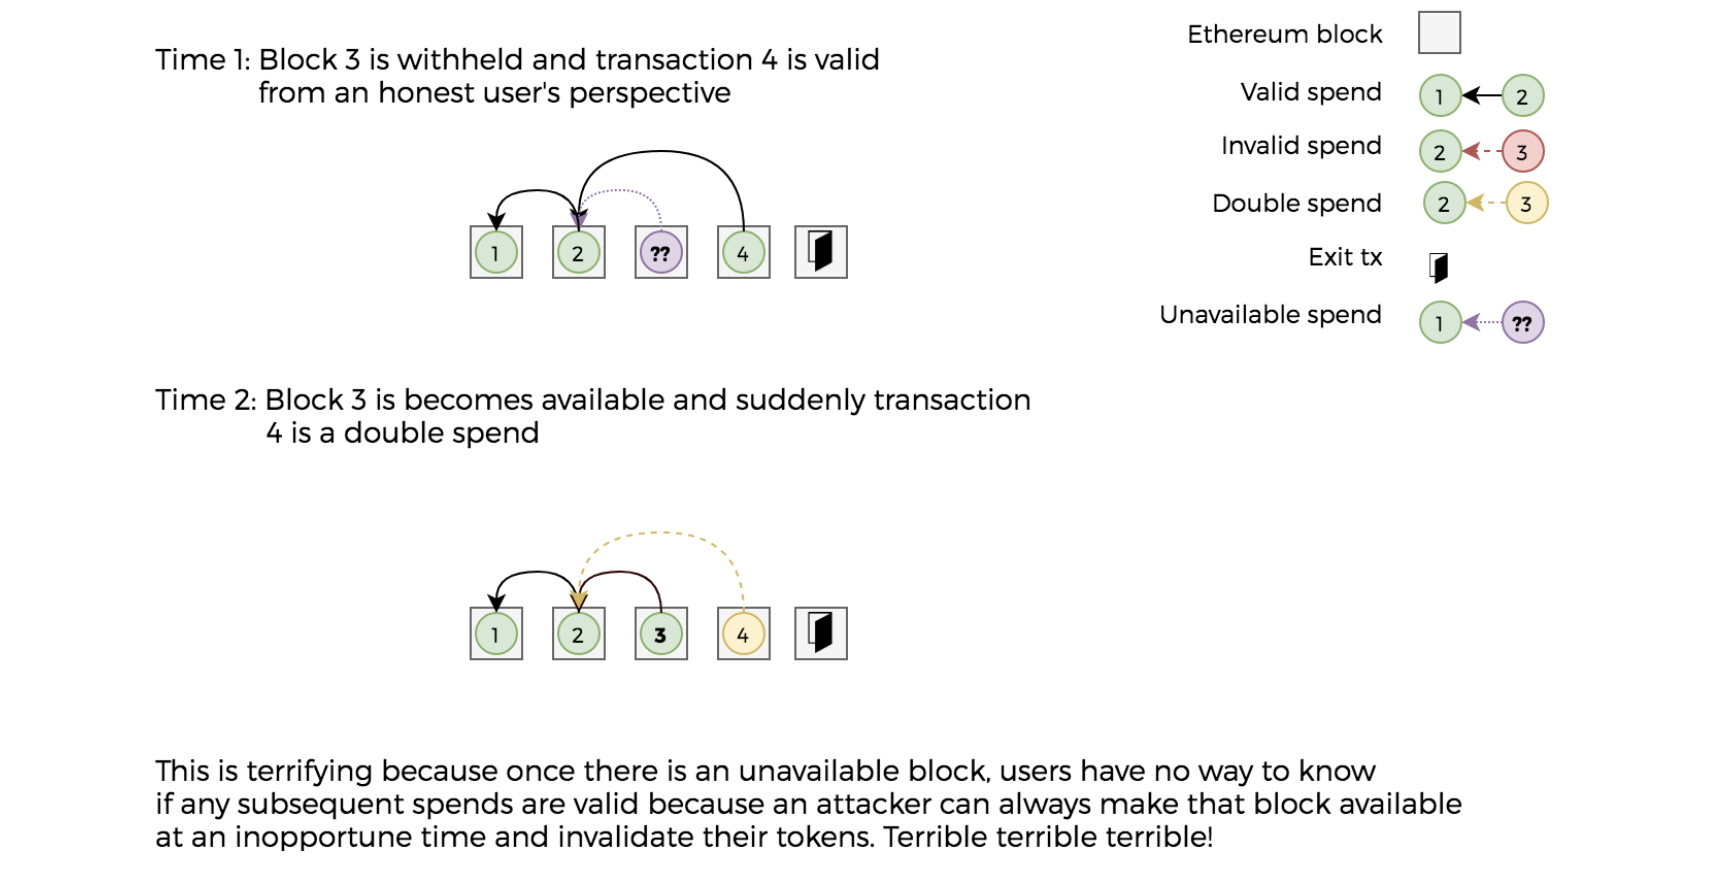 Time 1: Block 3 is withheld and transaction 4 is valid
from an honest user's perspective
1
2
??
4
Ethereum block
Valid spend
1
2
Invalid spend
2
3
Double spend
2
3
Exit tx
Unavailable spend
1
??
Time 2: Block 3 is becomes available and suddenly transaction
4 is a double spend
1
2
3
4
This is terrifying because once there is an unavailable block, users have no way to know
if any subsequent spends are valid because an attacker can always make that block available
at an inopportune time and invalidate their tokens. Terrible terrible terrible!